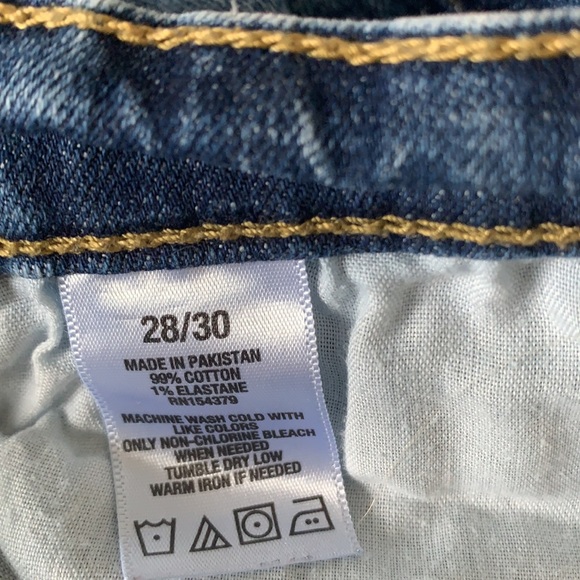 28/30
MADE IN PAKISTAN
99% COTTON
1% ELASTANE
RN154379
MACHINE WASH COLD WITH
LIKE COLORS
ONLY NON-CHLORINE BLEACH
WHEN NEEDED
TUMBLE DRY LOW
WARM IRON IF NEEDED